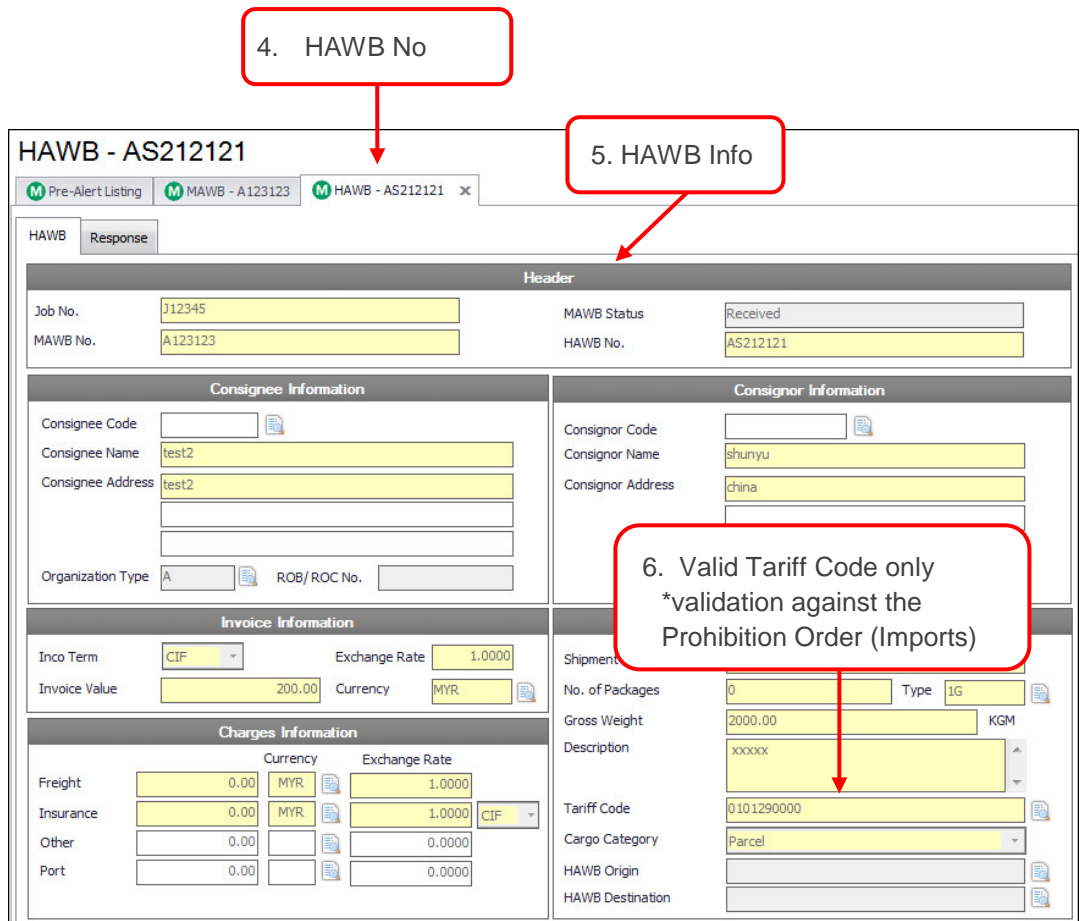 4. HAWB No
HAWB - AS212121
5. HAWB Info
M Pre-Alert Listing M MAWB - A123123 M HAWB - AS212121 x
HAWB Response
Header
Job No. J12345 MAWB Status Received
MAWB No. A123123 HAWB No. AS212121
Consignee Information Consignor Information
Consignee Code Consignor Code
Consignee Name test2 Consignor Name shunyu
Consignee Address test2 Consignor Address china
6. Valid Tariff Code only
*validation against the
Prohibition Order (Imports)
Organization Type A ROB/ROC No.
Invoice Information
Inco Term CIF Exchange Rate 1.0000 Shipment
Invoice Value 200.00 Currency MYR No. of Packages 0 Type 1G
Gross Weight 2000.00 KGM
Charges Information
Description xxxxx
Currency Exchange Rate
Freight 0.00 MYR 1.0000
Insurance 0.00 MYR 1.0000 CIF Tariff Code 0101290000
Other 0.00 0.0000 Cargo Category Parcel
Port 0.00 0.0000 HAWB Origin
HAWB Destination